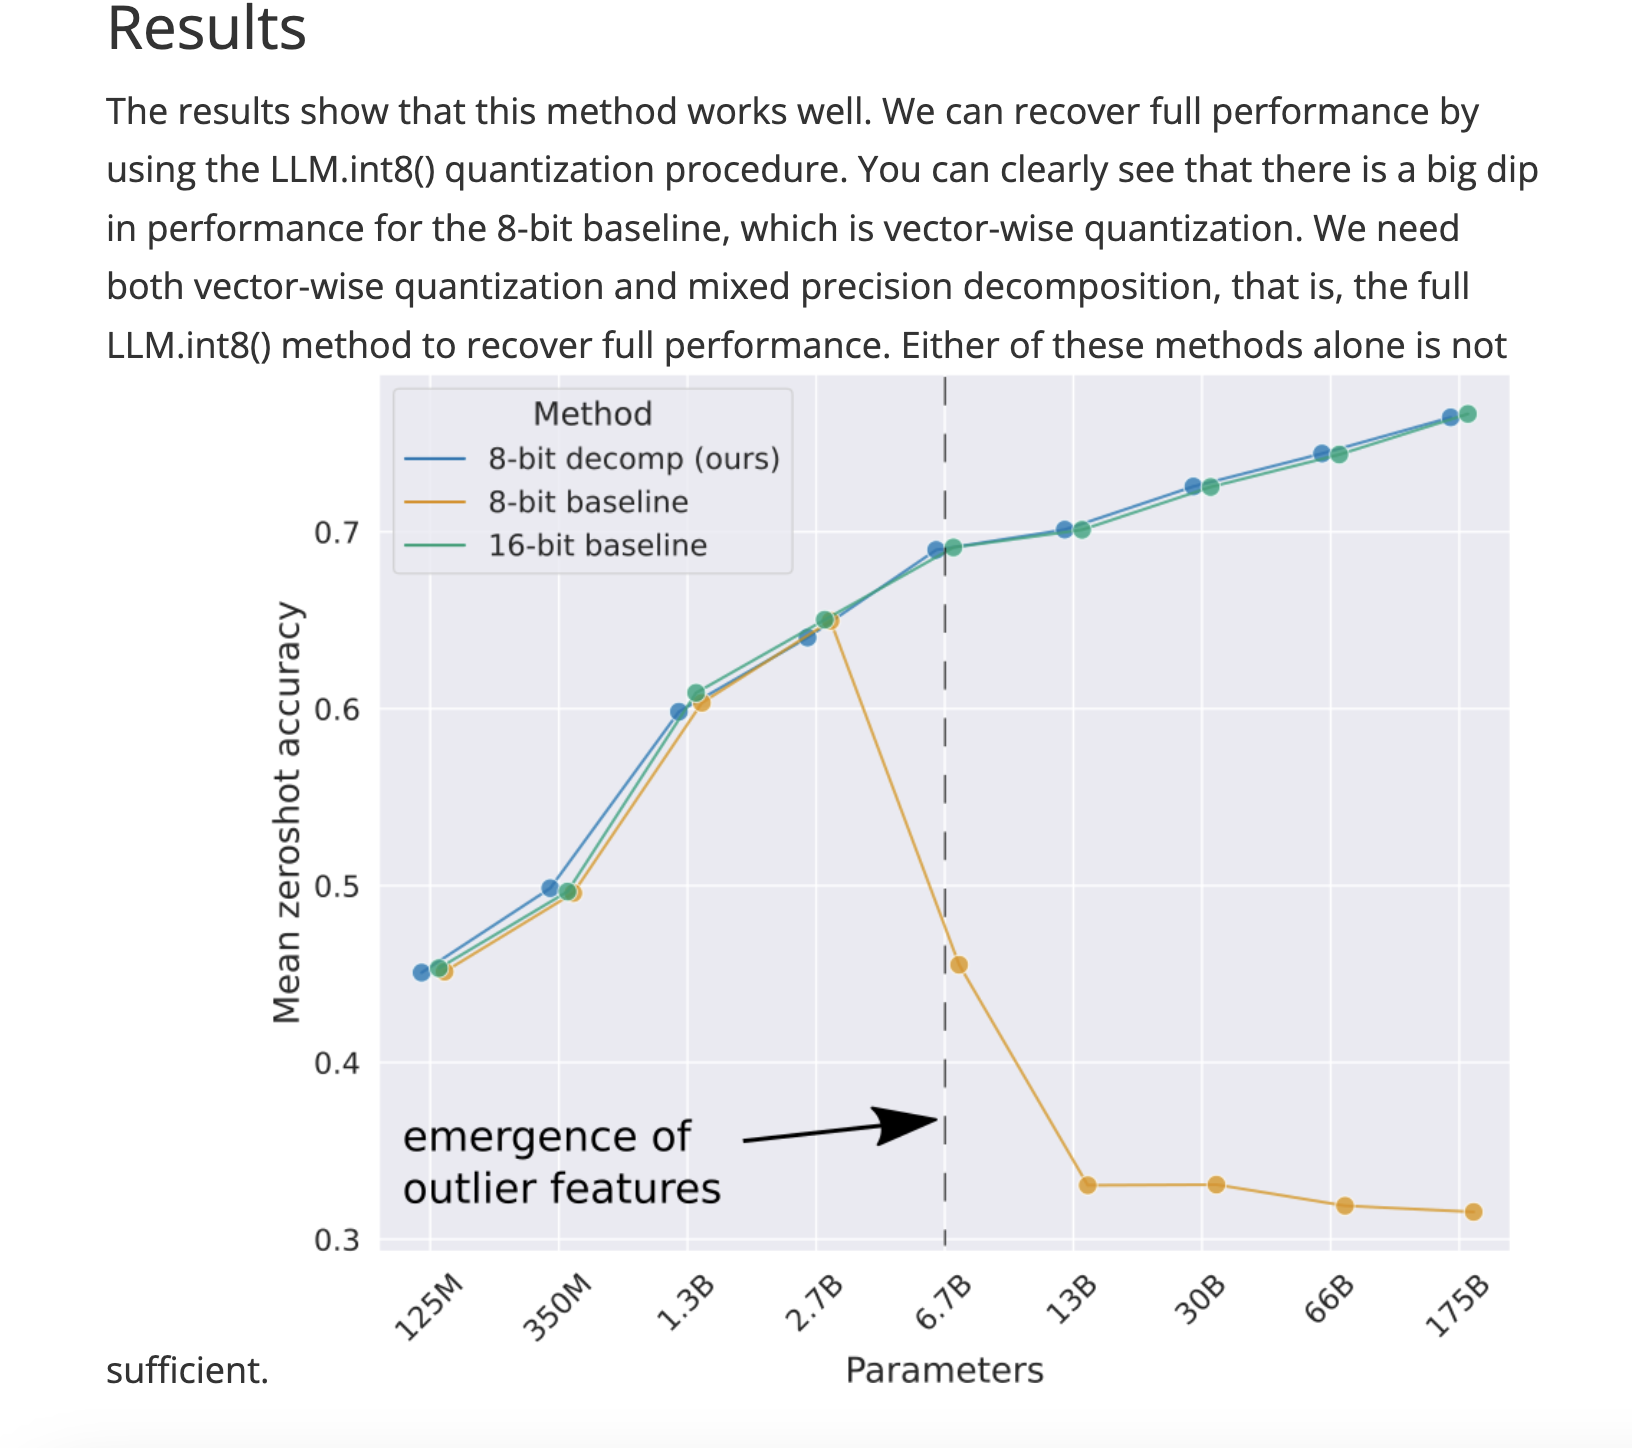 Results
The results show that this method works well. We can recover full performance by
using the LLM.int8() quantization procedure. You can clearly see that there is a big dip
in performance for the 8-bit baseline, which is vector-wise quantization. We need
both vector-wise quantization and mixed precision decomposition, that is, the full
LLM.int8() method to recover full performance. Either of these methods alone is not
Method
8-bit decomp (ours)
8-bit baseline
16-bit baseline
Mean zeroshot accuracy
0.7
0.6
0.5
0.4
0.3
emergence of
outlier features
125M
350M
1.3B
2.7B
6.7B
13B
30B
66B
175B
Parameters
sufficient.